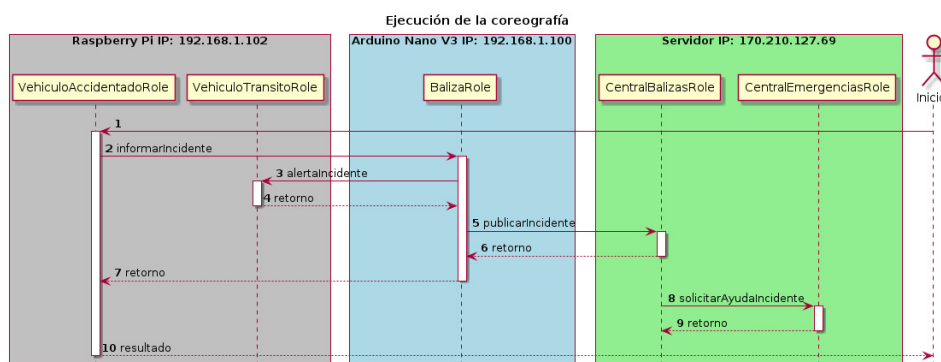 Ejecución de la coreografía
Raspberry Pi IP: 192.168.1.102
Arduino Nano V3 IP: 192.168.1.100
Servidor IP: 170.210.127.69
VehiculoAccidentadoRole
VehiculoTransitoRole
BalizaRole
CentralBalizasRole
CentralEmergenciasRole
1
2 informarIncidente
3 alertaIncidente
4 retorno
5 publicarIncidente
6 retorno
7 retorno
8 solicitarAyudaIncidente
9 retorno
10 resultado